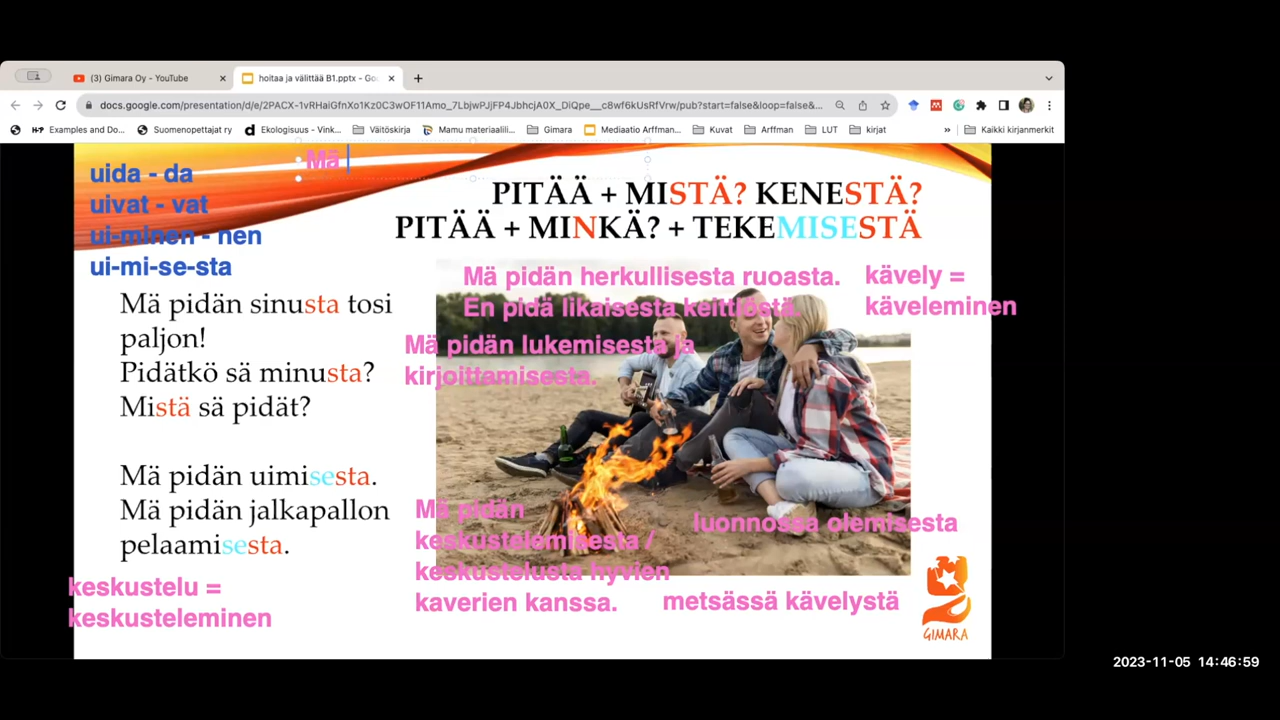 (3) Gimara Oy - YouTube
hoitaa ja välittää B1.pptx - Go
docs.google.com/presentation/d/e/2PACX-1vRHaiGfnXo1Kz0C3wOF11Amo_7LbjwPJjFP4JbhcjA0X_DiQpe__c8wf6kUsRfVrw/pub?start=false&loop=false&...
Examples and Do... Suomenopettajat ry Ekologisuus - Vink... Väitöskirja Mamu materiaalili... Gimara Mediaatio Arffman... Kuvat Arffman LUT kirjat » Kaikki kirjanmerkit
Mä
uida - da
uivat - vat
ui-minen - nen
ui-mi-se-sta
PITÄÄ + MISTÄ? KENESTÄ?
PITÄÄ + MINKÄ? + TEKEMISESTÄ
Mä pidän herkullisesta ruoasta.
En pidä likaisesta keittiöstä.
kävely =
käveleminen
Mä pidän sinusta tosi
paljon!
Pidätkö sä minusta?
Mistä sä pidät?
Mä pidän lukemisesta ja
kirjoittamisesta.
Mä pidän uimisesta.
Mä pidän jalkapallon
pelaamisesta.
Mä pidän
keskustelemisesta /
keskustelusta hyvien
kaverien kanssa.
luonnossa olemisesta
metsässä kävelystä
keskustelu =
keskusteleminen
GIMARA
2023-11-05 14:46:59